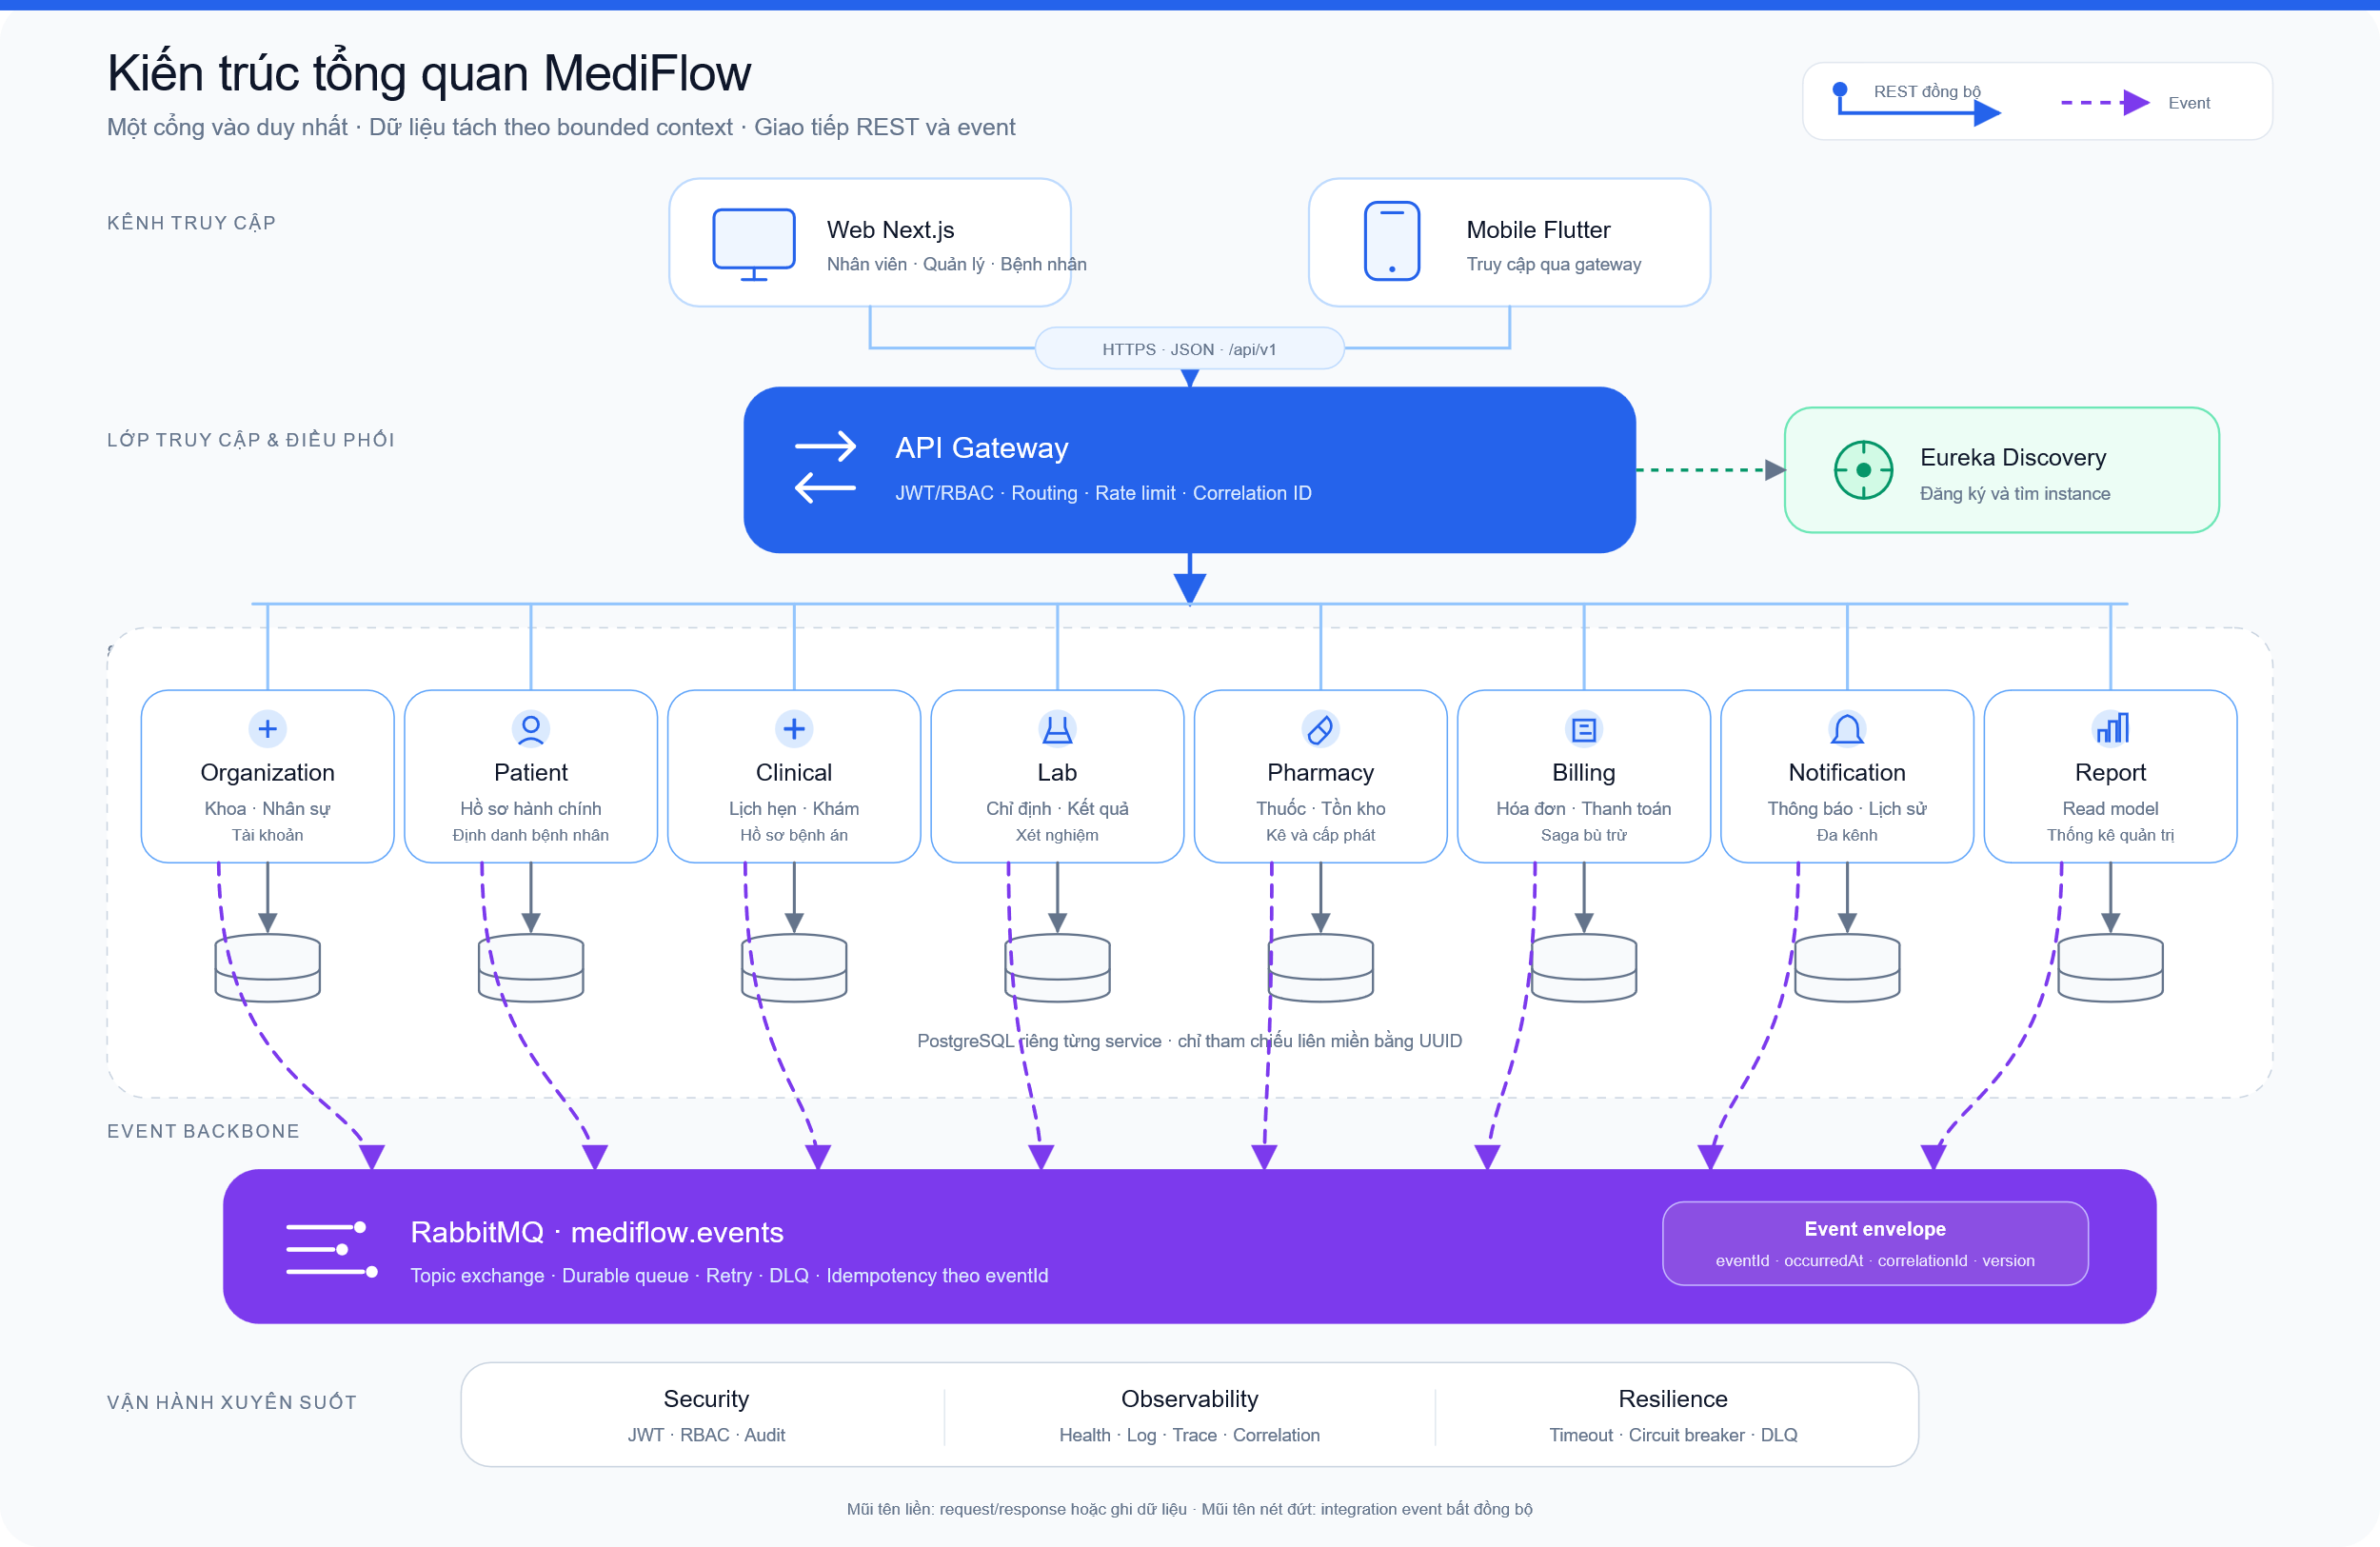 Kiến trúc tổng quan MediFlow
Một cổng vào duy nhất · Dữ liệu tách theo bounded context · Giao tiếp REST và event
REST đồng bộ
Event
KÊNH TRUY CẬP
Web Next.js
Nhân viên · Quản lý · Bệnh nhân
Mobile Flutter
Truy cập qua gateway
HTTPS · JSON · /api/v1
LỚP TRUY CẬP & ĐIỀU PHỐI
API Gateway
JWT/RBAC · Routing · Rate limit · Correlation ID
Eureka Discovery
Đăng ký và tìm instance
Organization
Khoa · Nhân sự
Tài khoản
Patient
Hồ sơ hành chính
Định danh bệnh nhân
Clinical
Lịch hẹn · Khám
Hồ sơ bệnh án
Lab
Chỉ định · Kết quả
Xét nghiệm
Pharmacy
Thuốc · Tồn kho
Kê và cấp phát
Billing
Hóa đơn · Thanh toán
Saga bù trừ
Notification
Thông báo · Lịch sử
Đa kênh
Report
Read model
Thống kê quản trị
PostgreSQL riêng từng service · chỉ tham chiếu liên miền bằng UUID
EVENT BACKBONE
RabbitMQ · mediflow.events
Topic exchange · Durable queue · Retry · DLQ · Idempotency theo eventId
Event envelope
eventId · occurredAt · correlationId · version
VẬN HÀNH XUYÊN SUỐT
Security
JWT · RBAC · Audit
Observability
Health · Log · Trace · Correlation
Resilience
Timeout · Circuit breaker · DLQ
Mũi tên liền: request/response hoặc ghi dữ liệu · Mũi tên nét đứt: integration event bất đồng bộ